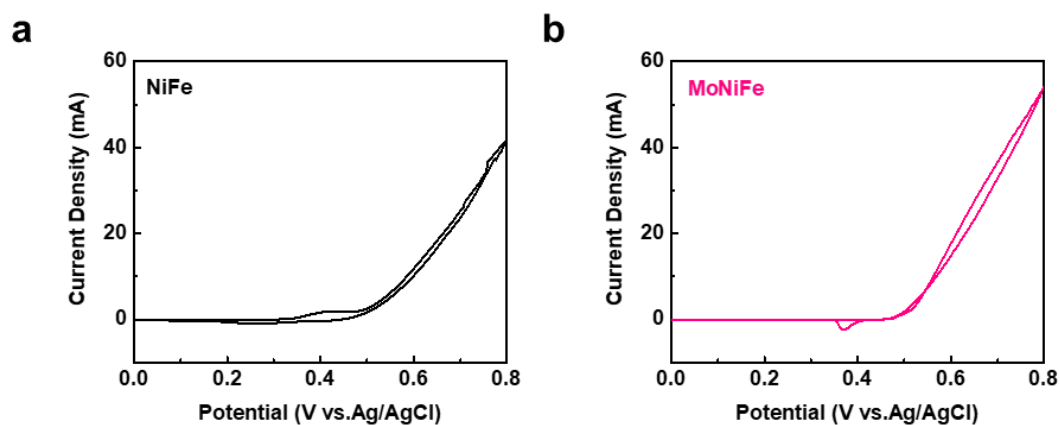 a
NiFe
60
40
20
0
Current Density (mA)
0.0 0.2 0.4 0.6 0.8
Potential (V vs.Ag/AgCl)
b
MoNiFe
60
40
20
0
Current Density (mA)
0.0 0.2 0.4 0.6 0.8
Potential (V vs.Ag/AgCl)